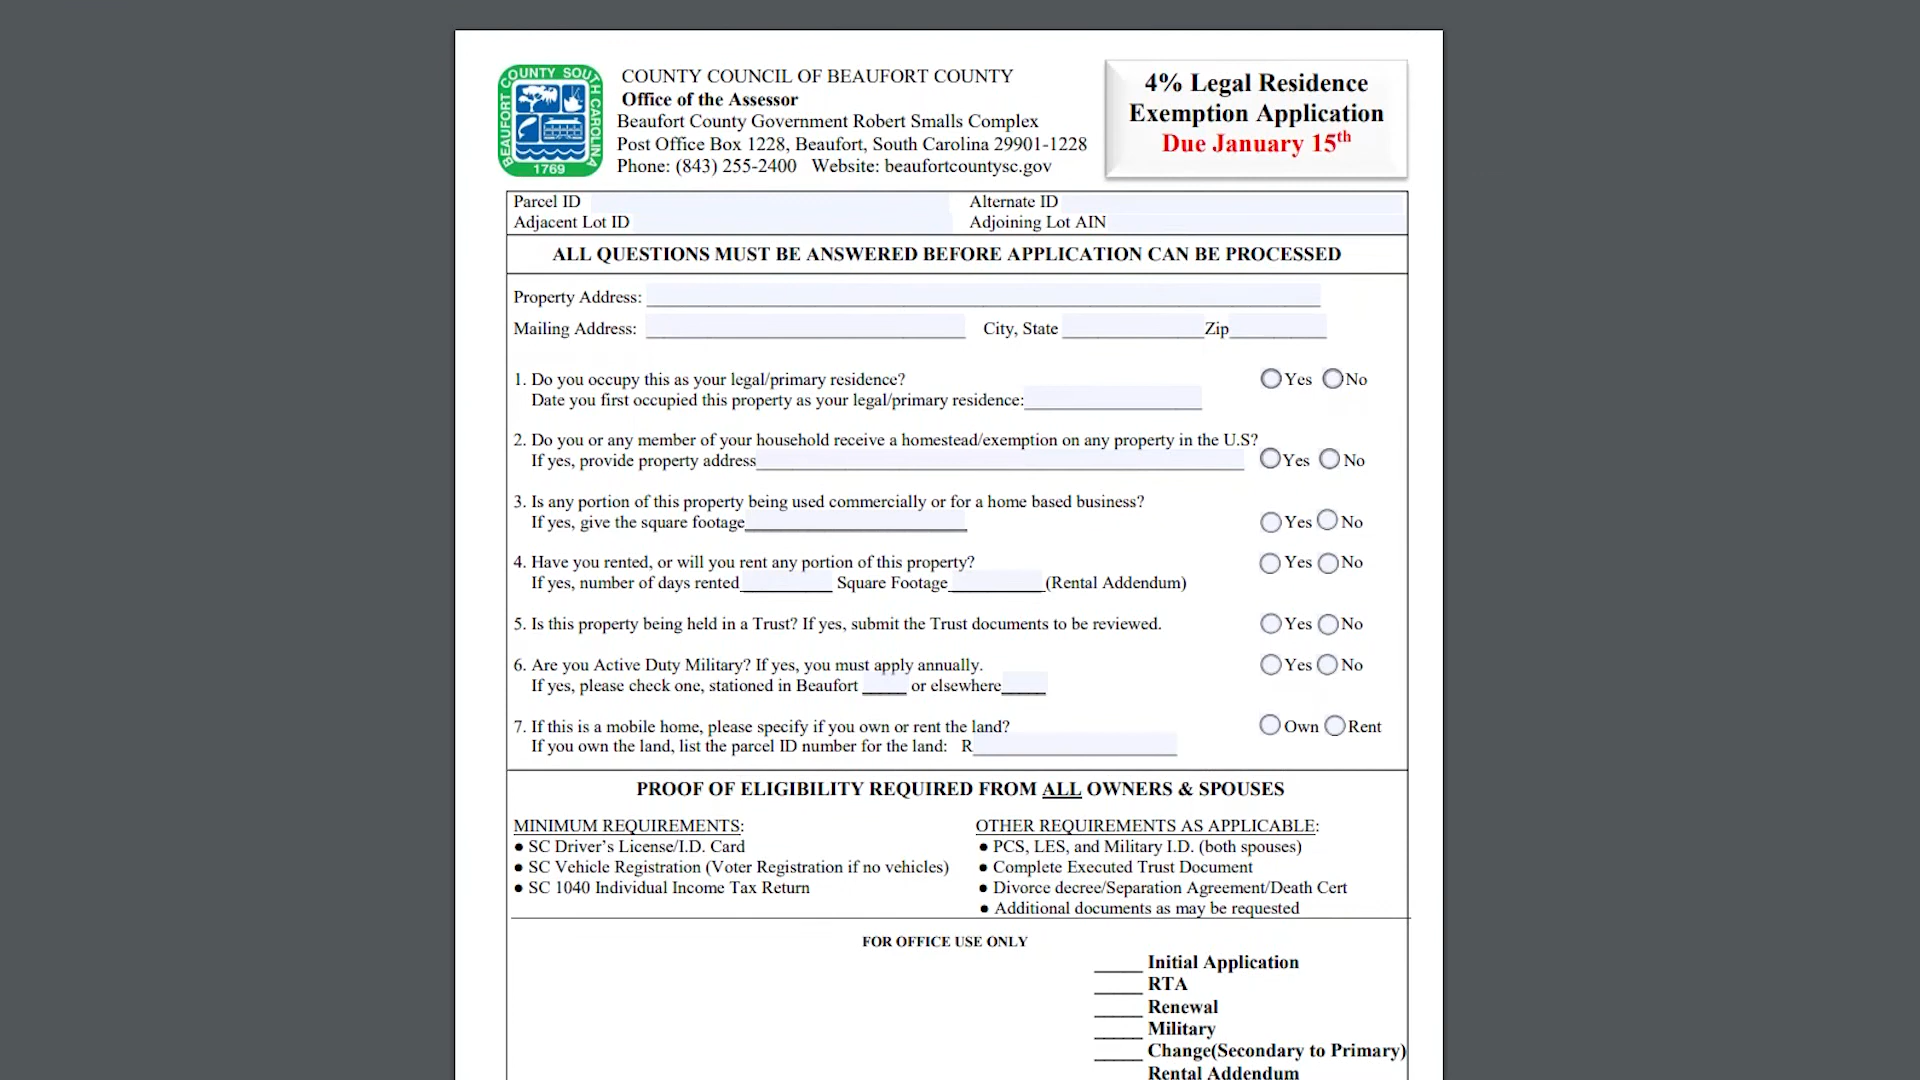 BEAUFORT COUNTY SOUTH CAROLINA
1769
COUNTY COUNCIL OF BEAUFORT COUNTY
Office of the Assessor
Beaufort County Government Robert Smalls Complex
Post Office Box 1228, Beaufort, South Carolina 29901-1228
Phone: (843) 255-2400 Website: beaufortcountysc.gov
4% Legal Residence
Exemption Application
Due January 15th
Parcel ID Alternate ID
Adjacent Lot ID Adjoining Lot AIN
ALL QUESTIONS MUST BE ANSWERED BEFORE APPLICATION CAN BE PROCESSED
Property Address:
Mailing Address: City, State Zip
1. Do you occupy this as your legal/primary residence? Yes No
Date you first occupied this property as your legal/primary residence:
2. Do you or any member of your household receive a homestead/exemption on any property in the U.S?
If yes, provide property address Yes No
3. Is any portion of this property being used commercially or for a home based business?
If yes, give the square footage Yes No
4. Have you rented, or will you rent any portion of this property? Yes No
If yes, number of days rented Square Footage (Rental Addendum)
5. Is this property being held in a Trust? If yes, submit the Trust documents to be reviewed. Yes No
6. Are you Active Duty Military? If yes, you must apply annually. Yes No
If yes, please check one, stationed in Beaufort or elsewhere
7. If this is a mobile home, please specify if you own or rent the land? Own Rent
If you own the land, list the parcel ID number for the land: R
PROOF OF ELIGIBILITY REQUIRED FROM ALL OWNERS & SPOUSES
MINIMUM REQUIREMENTS:
● SC Driver's License/I.D. Card
● SC Vehicle Registration (Voter Registration if no vehicles)
● SC 1040 Individual Income Tax Return
OTHER REQUIREMENTS AS APPLICABLE:
● PCS, LES, and Military I.D. (both spouses)
● Complete Executed Trust Document
● Divorce decree/Separation Agreement/Death Cert
● Additional documents as may be requested
FOR OFFICE USE ONLY
Initial Application
RTA
Renewal
Military
Change(Secondary to Primary)
Rental Addendum